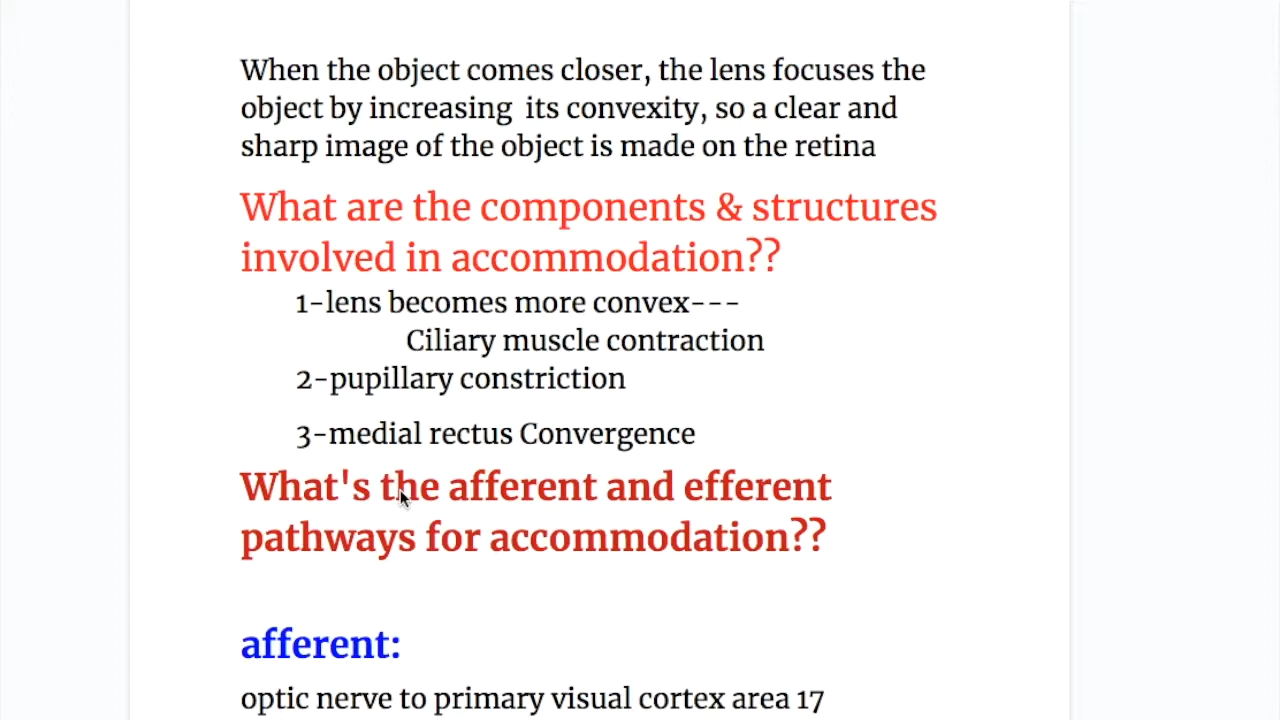 When the object comes closer, the lens focuses the
object by increasing  its convexity, so a clear and
sharp image of the object is made on the retina
What are the components & structures
involved in accommodation??
1-lens becomes more convex---
Ciliary muscle contraction
2-pupillary constriction
3-medial rectus Convergence
What's the afferent and efferent
pathways for accommodation??
afferent:
optic nerve to primary visual cortex area 17